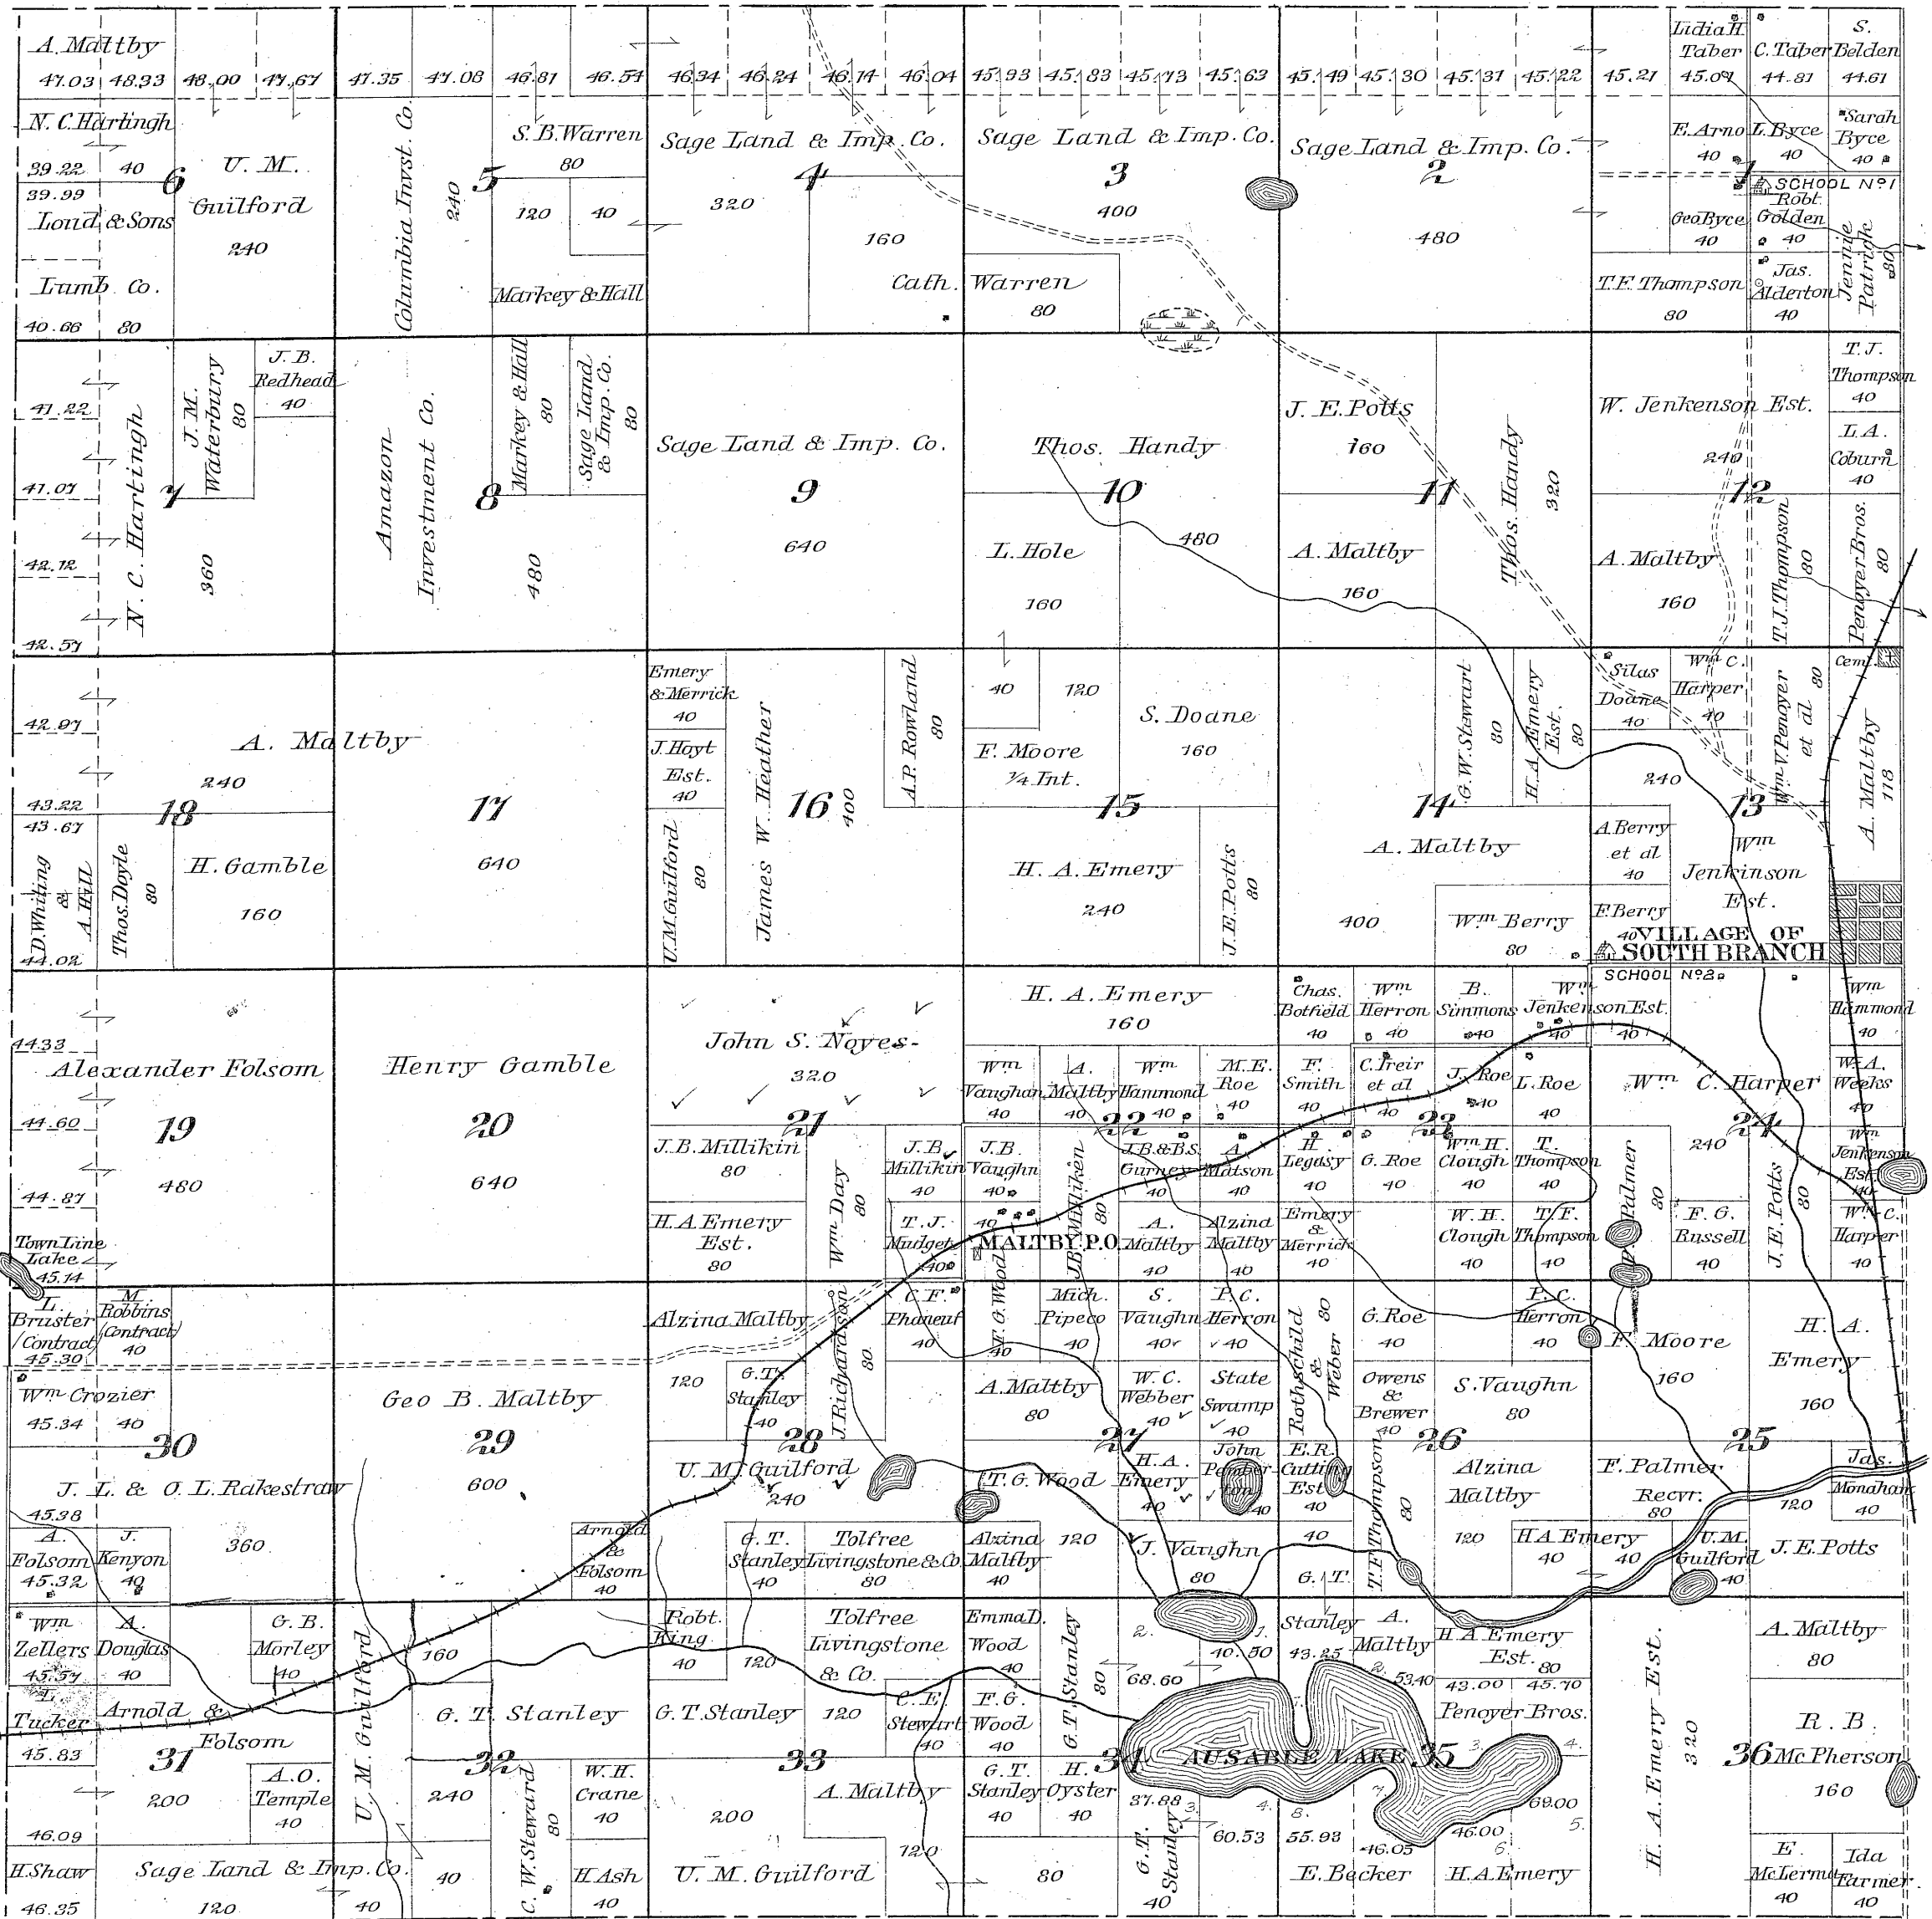 A. Maltby
47.03 48.33 48.00 47.67 47.35 47.08 46.81 46.54 46.34 46.24 46.14 46.04 45.93 45.83 45.73 45.63 45.49 45.30 45.31 45.22 45.21
Lidia H. Taber
45.09
C. Taber
44.81
S. Belden
44.61
N. C. Hartingh
39.22 40
6
U. M. Guilford
240
39.99
Loud & Sons
Lumb. Co.
40.66 80
Columbia Invst. Co.
240
5
S. B. Warren
80
120 40
Markey & Hall
Sage Land & Imp. Co.
4
320
160
Cath. Warren
80
Sage Land & Imp. Co.
3
400
Sage Land & Imp. Co.
2
480
E. Arno
40
L. Byce
40
Sarah Byce
40
SCHOOL No 1
Geo Byce
40
Robt. Golden
40
Jennie Patrick
80
T. F. Thompson
80
Jas. Alderton
40
41.22
41.07
42.12
42.57
N. C. Hartingh
360
7
J. M. Waterbury
80
J. B. Redhead
40
Amazon Investment Co.
480
8
Markey & Hall
80
Sage Land & Imp. Co.
80
Sage Land & Imp. Co.
9
640
Thos. Handy
10
480
L. Hole
160
J. E. Potts
160
11
A. Maltby
160
Thos. Handy
320
W. Jenkenson Est.
240
12
T. J. Thompson
40
L. A. Coburn
40
A. Maltby
160
T. J. Thompson
80
Penoyer Bros.
80
42.97
43.22
43.67
44.02
A. Maltby
240
18
A. D. Whiting & A. Hill
Thos. Doyle
80
H. Gamble
160
17
640
Emery & Merrick
40
J. Hoyt Est.
40
U. M. Guilford
80
James W. Heather
400
16
A. P. Rowland
80
40 120
F. Moore
¼ Int.
S. Doane
160
15
H. A. Emery
240
J. E. Potts
80
G. W. Stewart
80
H. A. Emery Est.
80
14
A. Maltby
400
Wm Berry
80
Silas Doane
40
Wm C. Harper
40
Wm V. Penoyer et al
80
Cem.
A. Maltby
118
240
13
A. Berry et al
40
Wm Jenkinson Est.
F. Berry
40
VILLAGE OF
SOUTH BRANCH
SCHOOL No 2
44.33
44.60
44.87
Alexander Folsom
19
480
Town Line Lake
45.14
Henry Gamble
20
640
John S. Noyes
320
21
J. B. Millikin
80
H. A. Emery Est.
80
Wm Day
80
J. B. Millikin
40
T. J. Mudget
40
H. A. Emery
160
Wm Vaughan
40
A. Maltby
40
Wm Hammond
40
M. E. Roe
40
22
J. B. Vaughn
40
J. B. Milliken
80
J. B. & B. S. Gurney
40
A. Matson
40
40
MALTBY P.O.
A. Maltby
40
Alzina Maltby
40
Chas. Botfield
40
Wm Herron
40
B. Simmons
40
Wm Jenkenson Est.
40 40
F. Smith
40
C. Freir et al
40
J. Roe
40
L. Roe
40
23
H. Legasy
40
G. Roe
40
Wm H. Clough
40
T. Thompson
40
Emery & Merrick
40
W. H. Clough
40
T. F. Thompson
40
Wm Hammond
40
Wm C. Harper
240
W. A. Weeks
40
24
Palmer
80
J. E. Potts
80
Wm Jenkenson Est.
40
F. G. Russell
40
Wm C. Harper
40
L. Bruster
(Contract)
45.30
M. Robbins
(Contract)
40
Wm Crozier
45.34 40
30
J. L. & O. L. Rakestraw
45.38
360
A. Folsom
45.32
J. Kenyon
40
Geo B. Maltby
29
600
Arnold & Folsom
40
Alzina Maltby
120
G. T. Stanley
40
J. Richardson
80
C. F. Phaneuf
40
28
U. M. Guilford
240
G. T. Stanley
40
Tolfree Livingstone & Co.
80
F. G. Wood
40
Mich. Pipeco
40
S. Vaughn
40
P. C. Herron
40
A. Maltby
80
W. C. Webber
40
State Swamp
40
27
T. G. Wood
120
H. A. Emery
40
John Pemberton
40
Alzina Maltby
40
J. Vaughn
80
Rothschild & Weber
80
G. Roe
40
P. C. Herron
40
Owens & Brewer
40
S. Vaughn
80
26
E. R. Cutting Est
40
T. F. Thompson
80
Alzina Maltby
120
40
G. T. Stanley
43.25
H. A. Emery
40 40
F. Moore
160
H. A. Emery
160
25
F. Palmer Recvr.
80
Jas. Monahan
40
120
U. M. Guilford
40
J. E. Potts
Wm Zellers
45.57
A. Douglas
40
G. B. Morley
40
L. Tucker
45.83
Arnold & Folsom
31
200
A. O. Temple
40
46.09
H. Shaw
46.35
Sage Land & Imp. Co.
120 40
U. M. Guilford
160
G. T. Stanley
32
240
40
C. W. Steward
80
W. H. Crane
40
H. Ash
40
Robt. King
40
120
Tolfree Livingstone & Co.
G. T. Stanley
120
C. E. Stewart
40
33
200
A. Maltby
120
U. M. Guilford
Emma D. Wood
40
G. T. Stanley
80
F. G. Wood
40
2.
1.
68.60
40.50
34
G. T. Stanley
40
H. Oyster
40
37.88 3.
4.
60.53
80
G. T. Stanley
40
A. Maltby
53.40
H. A. Emery Est.
80
43.00 45.70
Penoyer Bros.
AUSABLE LAKE
35
3. 4.
69.00
5.
8.
7.
55.93
46.05
46.00
6.
E. Becker
H. A. Emery
H. A. Emery Est.
320
A. Maltby
80
36
R. B. McPherson
160
E. McLerma
40
Ida Farmer
40